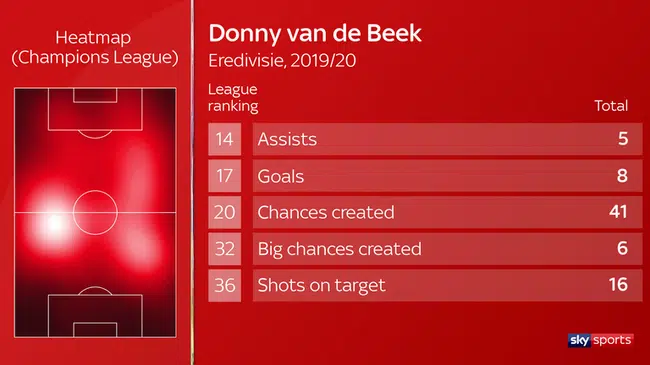 Heatmap
(Champions League)
Donny van de Beek
Eredivisie, 2019/20
League
ranking
Total
14 Assists 5
17 Goals 8
20 Chances created 41
32 Big chances created 6
36 Shots on target 16
sky sports